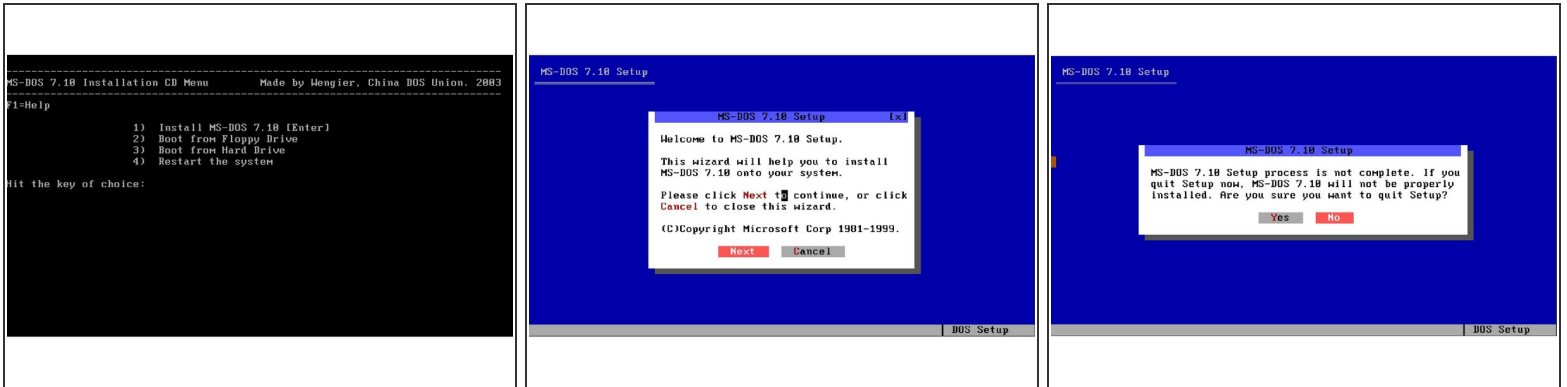 MS-DOS 7.10 Installation CD Menu Made by Wengier, China DOS Union. 2003
F1=Help
1) Install MS-DOS 7.10 [Enter]
2) Boot from Floppy Drive
3) Boot from Hard Drive
4) Restart the system
Hit the key of choice:
MS-DOS 7.10 Setup
MS-DOS 7.10 Setup [x]
Welcome to MS-DOS 7.10 Setup.
This wizard will help you to install
MS-DOS 7.10 onto your system.
Please click Next to continue, or click
Cancel to close this wizard.
(C)Copyright Microsoft Corp 1981-1999.
Next Cancel
DOS Setup
MS-DOS 7.10 Setup
MS-DOS 7.10 Setup
MS-DOS 7.10 Setup process is not complete. If you
quit Setup now, MS-DOS 7.10 will not be properly
installed. Are you sure you want to quit Setup?
Yes No
DOS Setup